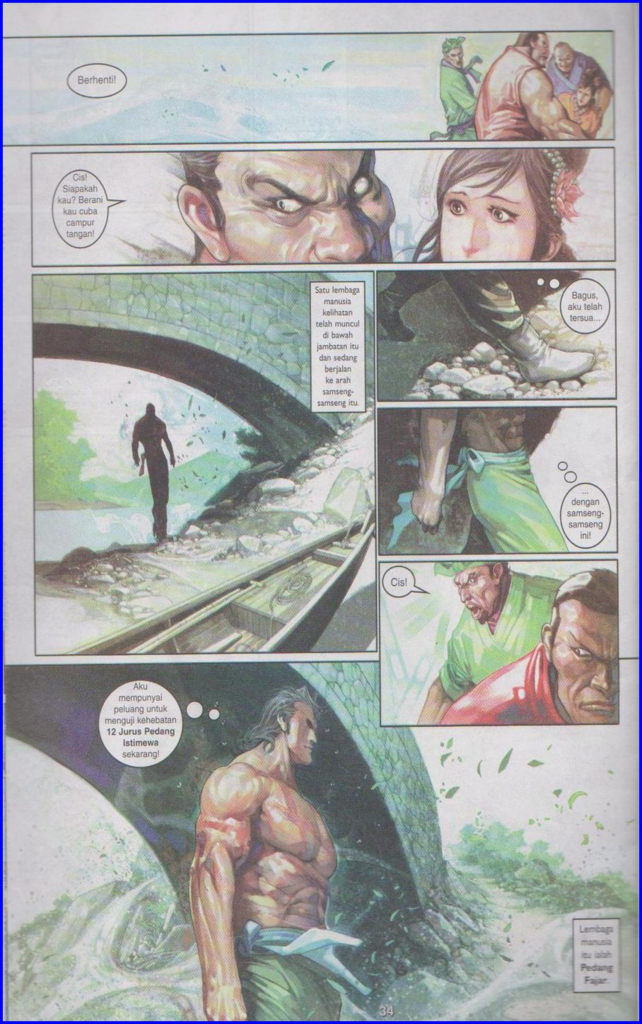 Berhenti!
Cis!
Siapakah
kau? Berani
kau cuba
campur
tangan!
Satu lembaga
manusia
kelihatan
telah muncul
di bawah
jambatan itu
dan sedang
berjalan
ke arah
samseng-
samseng itu.
Bagus,
aku telah
tersua...
...
dengan
samseng-
samseng
ini!
Cis!
Aku
mempunyai
peluang untuk
menguji kehebatan
12 Jurus Pedang
Istimewa
sekarang!
Lembaga
manusia
itu ialah
Pedang
Fajar.
34